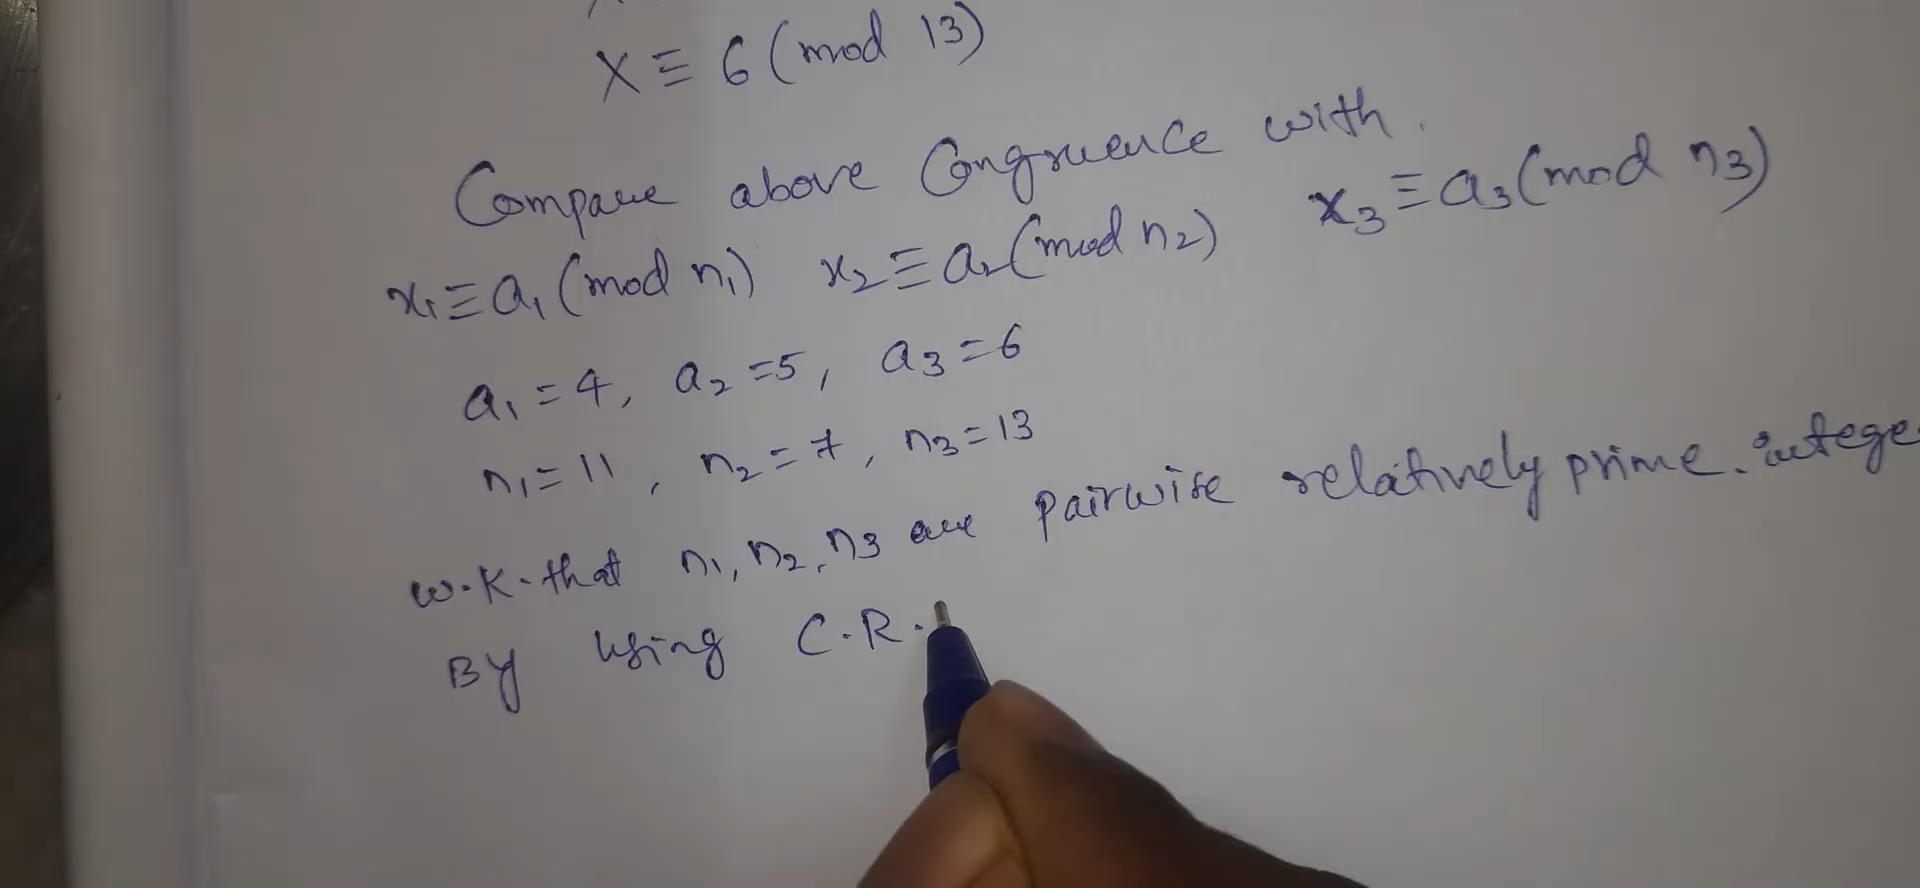 X ≡ 6 (mod 13)
Compare above Congruence with.
x₁ ≡ a₁ (mod n₁) x₂ ≡ a₂ (mod n₂) x₃ ≡ a₃ (mod n₃)
a₁ = 4, a₂ = 5, a₃ = 6
n₁ = 11, n₂ = 7, n₃ = 13
w.k.that n₁, n₂, n₃ are pairwise relatively prime. intege
By using C.R.